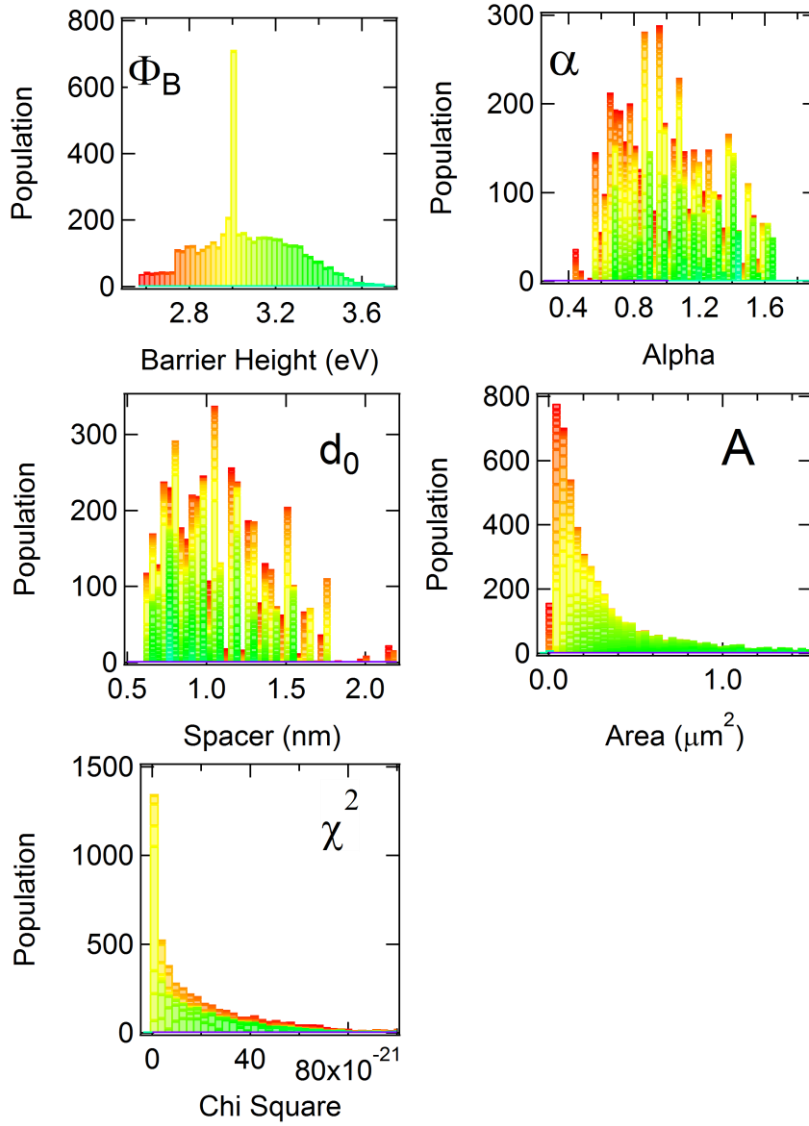 800
600
400
200
0
Population
Φ_B
2.8 3.2 3.6
Barrier Height (eV)
300
200
100
0
Population
α
0.4 0.8 1.2 1.6
Alpha
300
200
100
0
Population
d₀
0.5 1.0 1.5 2.0
Spacer (nm)
800
600
400
200
0
Population
A
0.0 1.0
Area (μm²)
1500
1000
500
0
Population
χ²
0 40 80x10⁻²¹
Chi Square